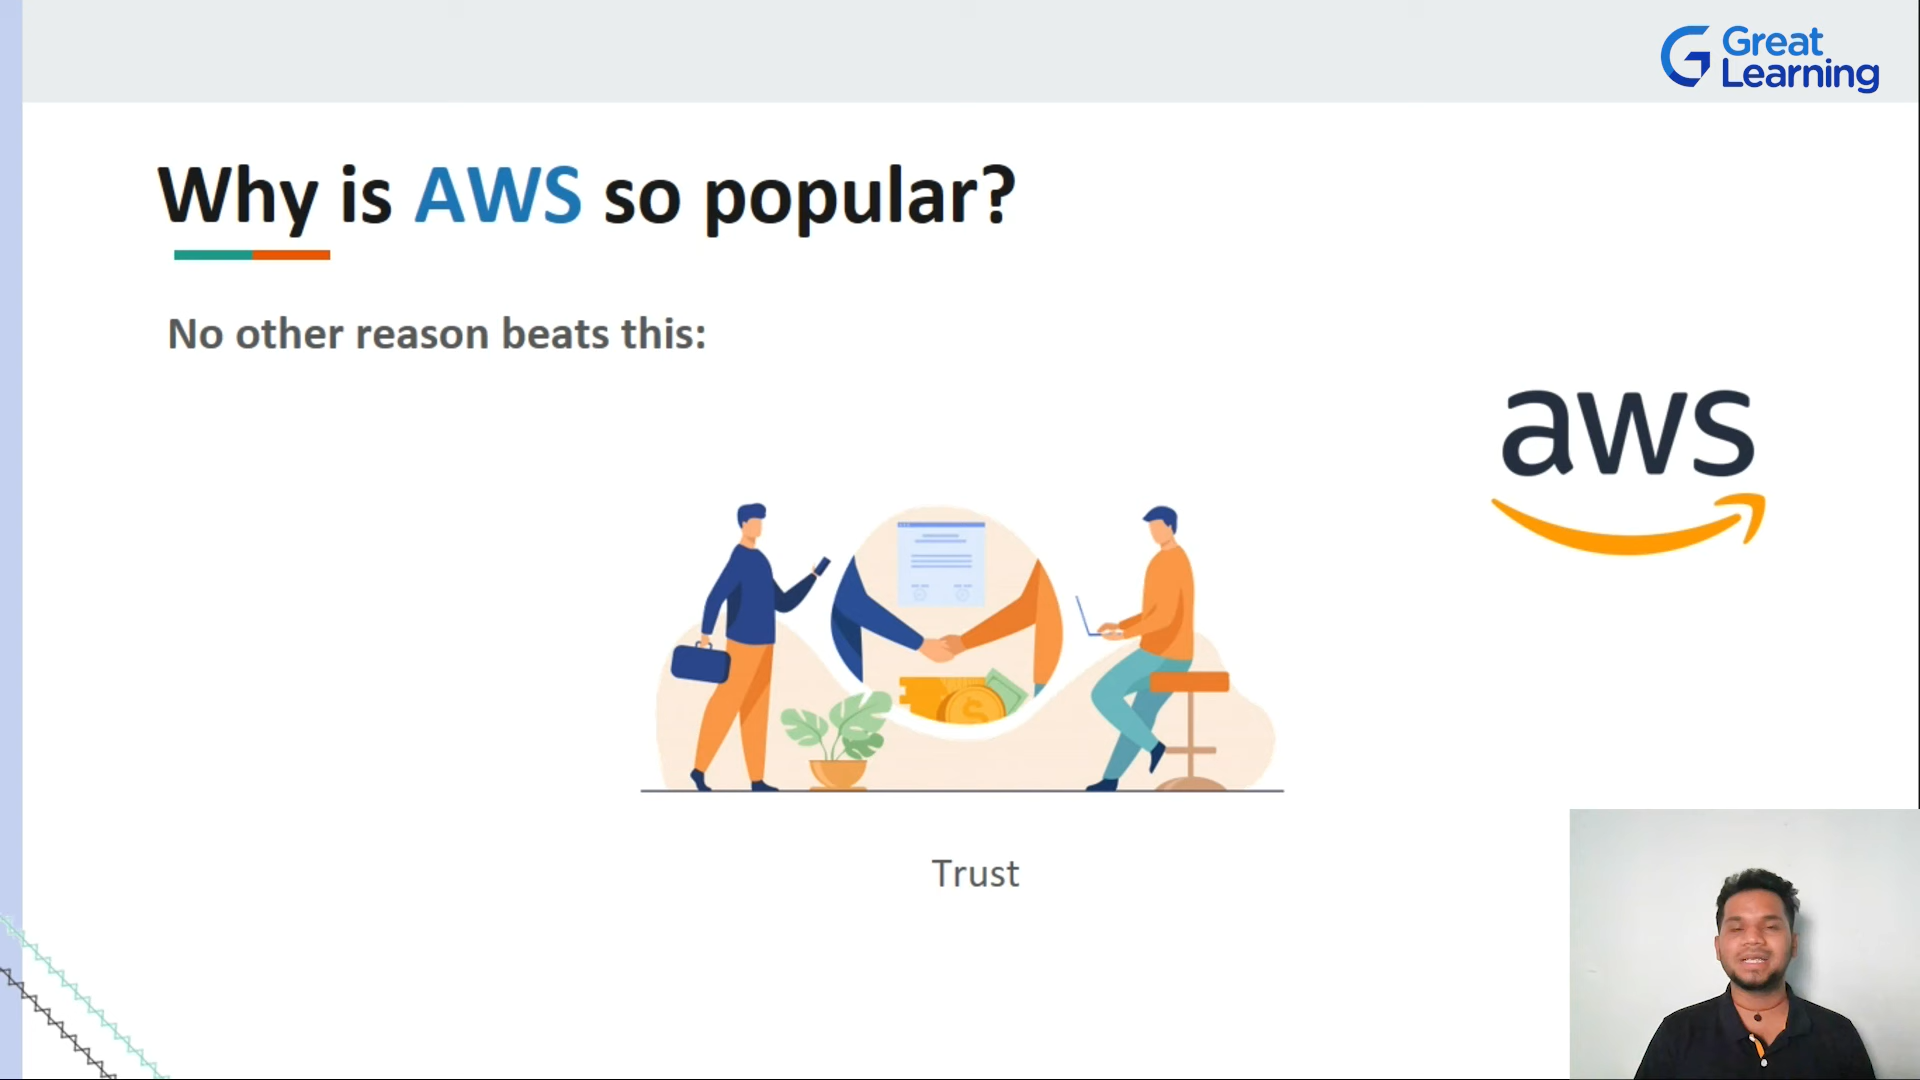 Great
Learning
Why is AWS so popular?
No other reason beats this:
aws
Trust